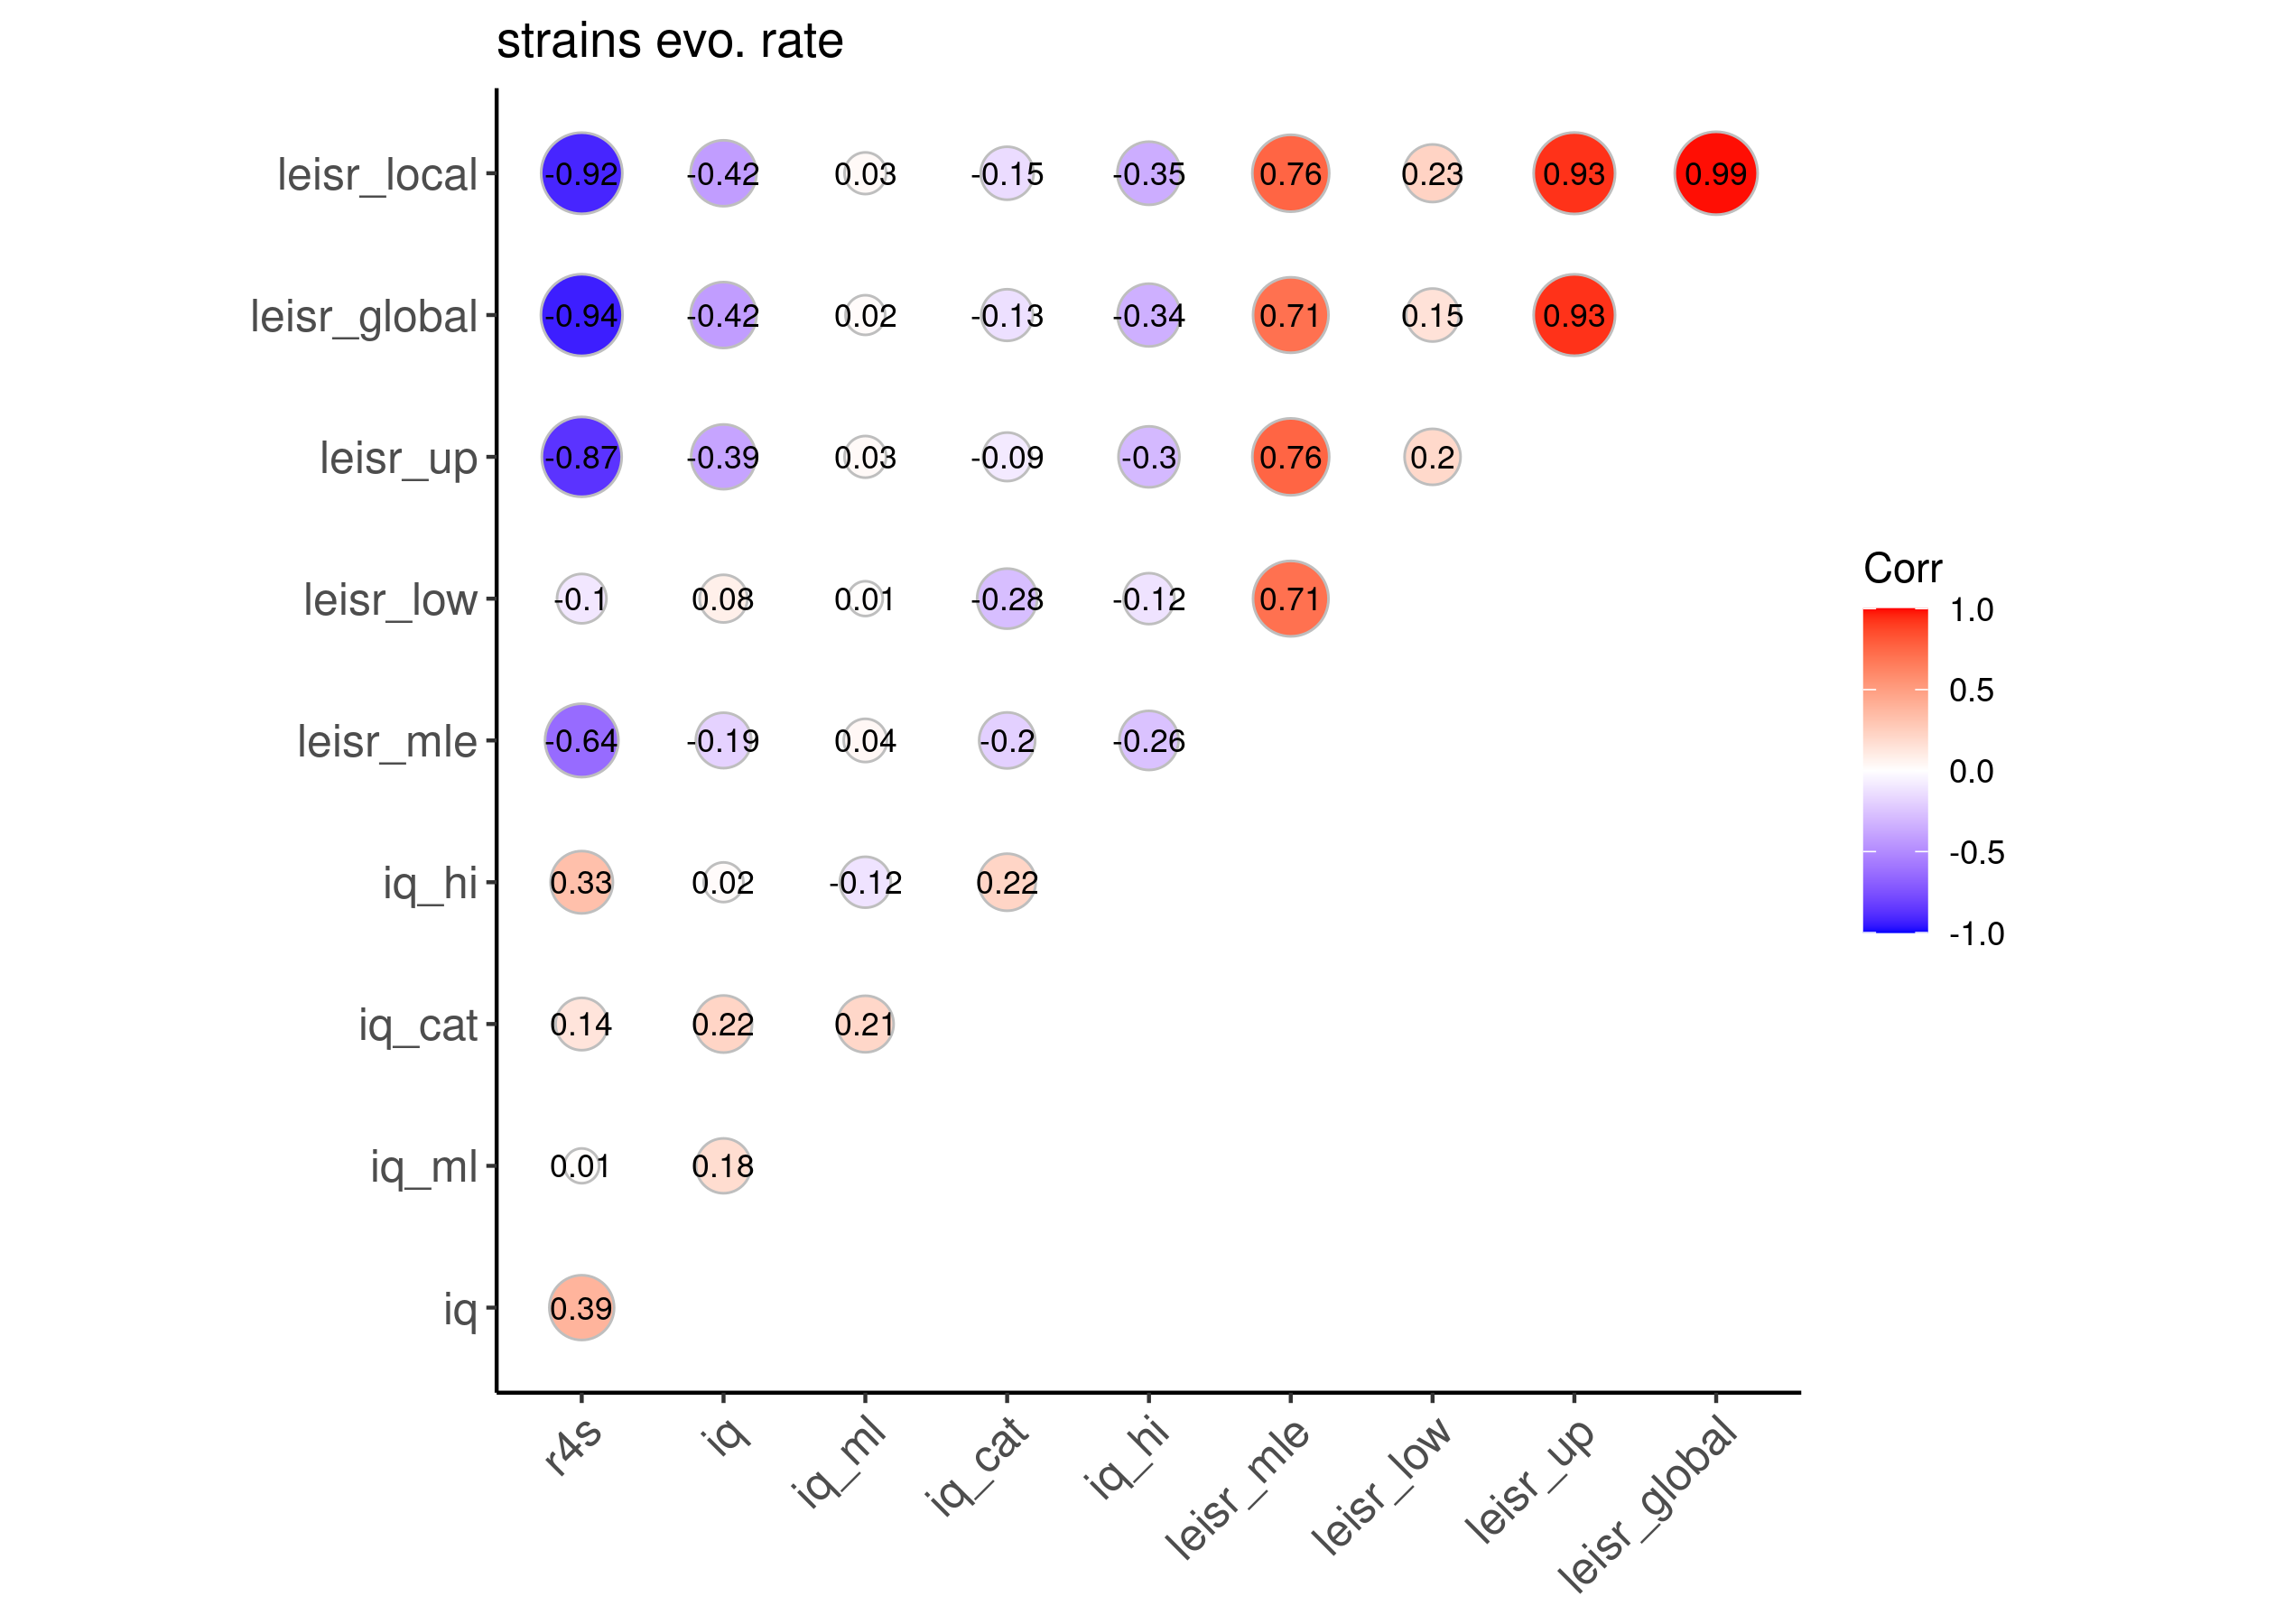 strains evo. rate
leisr_local -0.92 -0.42 0.03 -0.15 -0.35 0.76 0.23 0.93 0.99
leisr_global -0.94 -0.42 0.02 -0.13 -0.34 0.71 0.15 0.93
leisr_up -0.87 -0.39 0.03 -0.09 -0.3 0.76 0.2
leisr_low -0.1 0.08 0.01 -0.28 -0.12 0.71
leisr_mle -0.64 -0.19 0.04 -0.2 -0.26
iq_hi 0.33 0.02 -0.12 0.22
iq_cat 0.14 0.22 0.21
iq_ml 0.01 0.18
iq 0.39
r4s iq iq_ml iq_cat iq_hi leisr_mle leisr_low leisr_up leisr_global
Corr
1.0
0.5
0.0
-0.5
-1.0